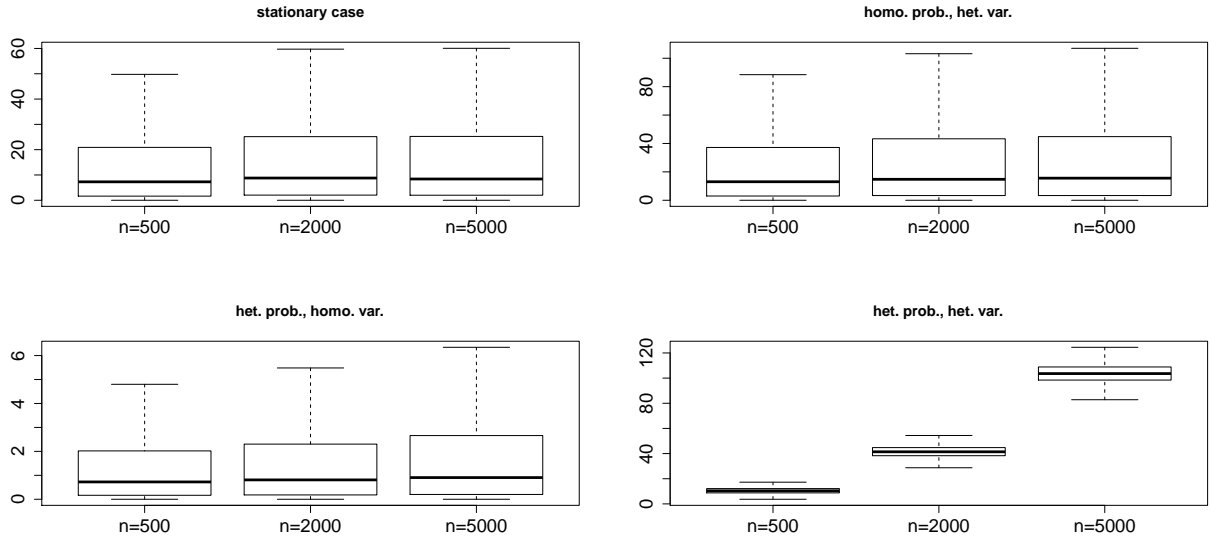 stationary case
60
40
20
0
n=500 n=2000 n=5000
homo. prob., het. var.
80
40
0
n=500 n=2000 n=5000
het. prob., homo. var.
6
4
2
0
n=500 n=2000 n=5000
het. prob., het. var.
120
80
40
0
n=500 n=2000 n=5000